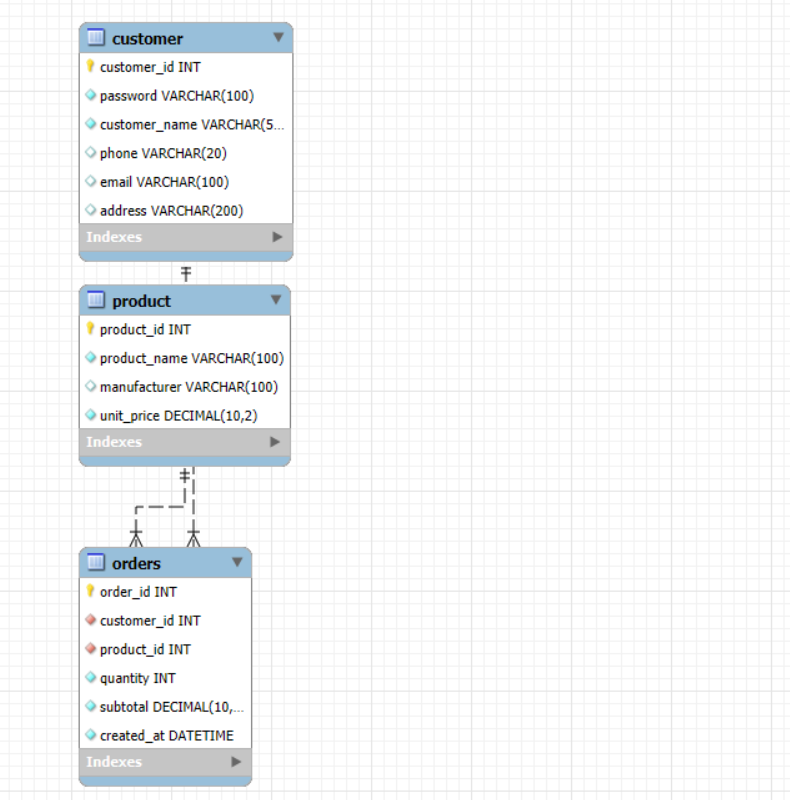 customer
customer_id INT
password VARCHAR(100)
customer_name VARCHAR(5...
phone VARCHAR(20)
email VARCHAR(100)
address VARCHAR(200)
Indexes
product
product_id INT
product_name VARCHAR(100)
manufacturer VARCHAR(100)
unit_price DECIMAL(10,2)
Indexes
orders
order_id INT
customer_id INT
product_id INT
quantity INT
subtotal DECIMAL(10,...
created_at DATETIME
Indexes